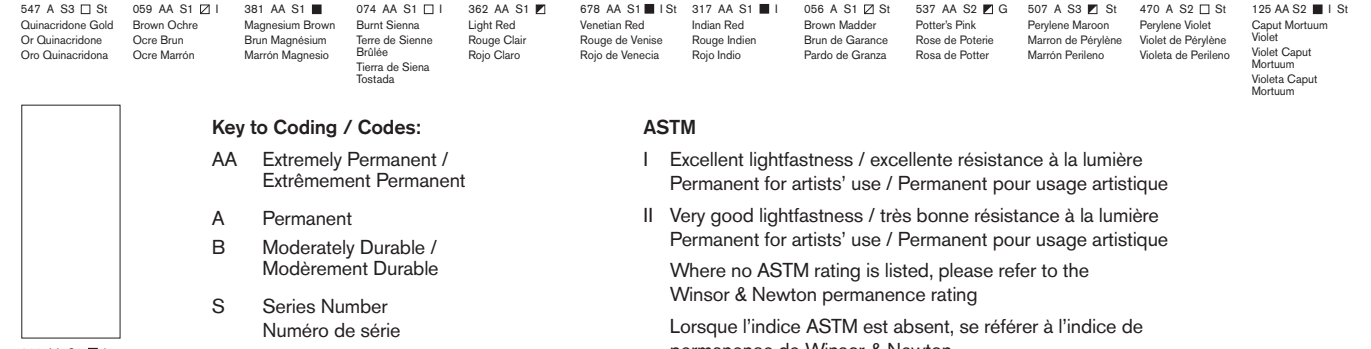 547 A S3 □ St
Quinacridone Gold
Or Quinacridone
Oro Quinacridona
059 AA S1 ⍁ I
Brown Ochre
Ocre Brun
Ocre Marrón
381 AA S1 ■
Magnesium Brown
Brun Magnésium
Marrón Magnesio
074 AA S1 □ I
Burnt Sienna
Terre de Sienne
Brûlée
Tierra de Siena
Tostada
362 AA S1 ◩
Light Red
Rouge Clair
Rojo Claro
678 AA S1 ■ I St
Venetian Red
Rouge de Venise
Rojo de Venecia
317 AA S1 ■ I
Indian Red
Rouge Indien
Rojo Indio
056 A S1 ⍁ St
Brown Madder
Brun de Garance
Pardo de Granza
537 AA S2 ◩ G
Potter's Pink
Rose de Poterie
Rosa de Potter
507 A S3 ◩ St
Perylene Maroon
Marron de Pérylène
Marrón Perileno
470 A S2 □ St
Perylene Violet
Violet de Pérylène
Violeta de Perileno
125 AA S2 ■ I St
Caput Mortuum
Violet
Violet Caput
Mortuum
Violeta Caput
Mortuum
Key to Coding / Codes:
AA Extremely Permanent /
Extrêmement Permanent
A Permanent
B Moderately Durable /
Modèrement Durable
S Series Number
Numéro de série
ASTM
I Excellent lightfastness / excellente résistance à la lumière
Permanent for artists' use / Permanent pour usage artistique
II Very good lightfastness / très bonne résistance à la lumière
Permanent for artists' use / Permanent pour usage artistique
Where no ASTM rating is listed, please refer to the
Winsor & Newton permanence rating
Lorsque l'indice ASTM est absent, se référer à l'indice de
permanence de Winsor & Newton